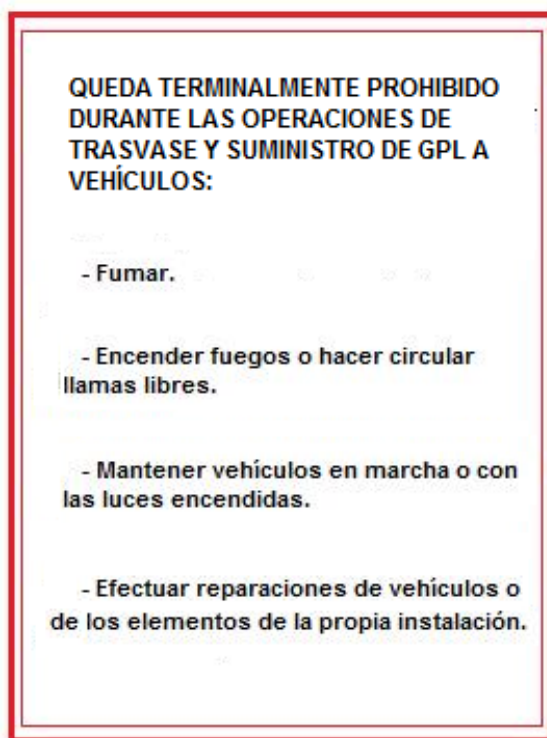 QUEDA TERMINALMENTE PROHIBIDO
DURANTE LAS OPERACIONES DE
TRASVASE Y SUMINISTRO DE GPL A
VEHÍCULOS:
- Fumar.
- Encender fuegos o hacer circular
llamas libres.
- Mantener vehículos en marcha o con
las luces encendidas.
- Efectuar reparaciones de vehículos o
de los elementos de la propia instalación.